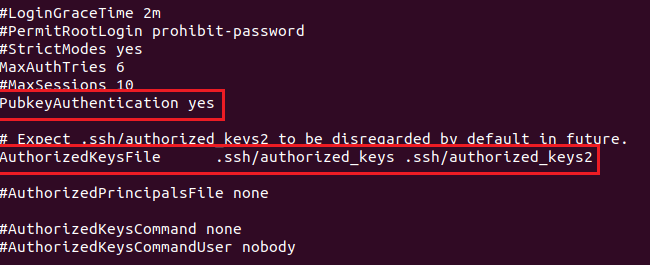 #LoginGraceTime 2m
#PermitRootLogin prohibit-password
#StrictModes yes
MaxAuthTries 6
#MaxSessions 10
PubkeyAuthentication yes
# Expect .ssh/authorized_keys2 to be disregarded by default in future.
AuthorizedKeysFile .ssh/authorized_keys .ssh/authorized_keys2
#AuthorizedPrincipalsFile none
#AuthorizedKeysCommand none
#AuthorizedKeysCommandUser nobody